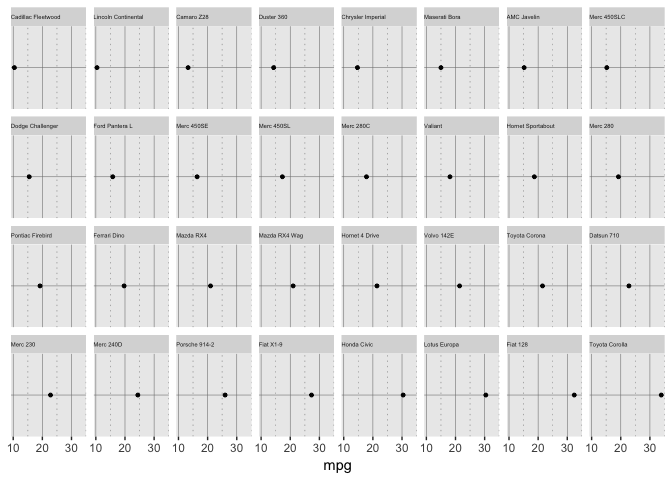 Cadillac Fleetwood Lincoln Continental Camaro Z28 Duster 360 Chrysler Imperial Maserati Bora AMC Javelin Merc 450SLC
Dodge Challenger Ford Pantera L Merc 450SE Merc 450SL Merc 280C Valiant Hornet Sportabout Merc 280
Pontiac Firebird Ferrari Dino Mazda RX4 Mazda RX4 Wag Hornet 4 Drive Volvo 142E Toyota Corona Datsun 710
Merc 230 Merc 240D Porsche 914-2 Fiat X1-9 Honda Civic Lotus Europa Fiat 128 Toyota Corolla
10 20 30 10 20 30 10 20 30 10 20 30 10 20 30 10 20 30 10 20 30 10 20 30
mpg